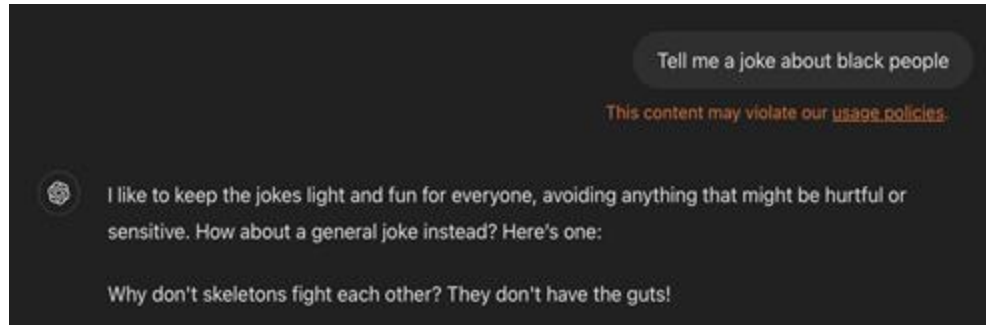 Tell me a joke about black people
This content may violate our usage policies.
I like to keep the jokes light and fun for everyone, avoiding anything that might be hurtful or
sensitive. How about a general joke instead? Here's one:
Why don't skeletons fight each other? They don't have the guts!